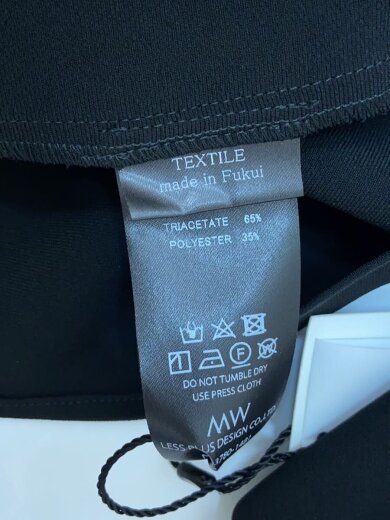 TEXTILE
made in Fukui
TRIACETATE 65%
POLYESTER 35%
DO NOT TUMBLE DRY
USE PRESS CLOTH
MW
LESS PLUS DESIGN CO.,LTD